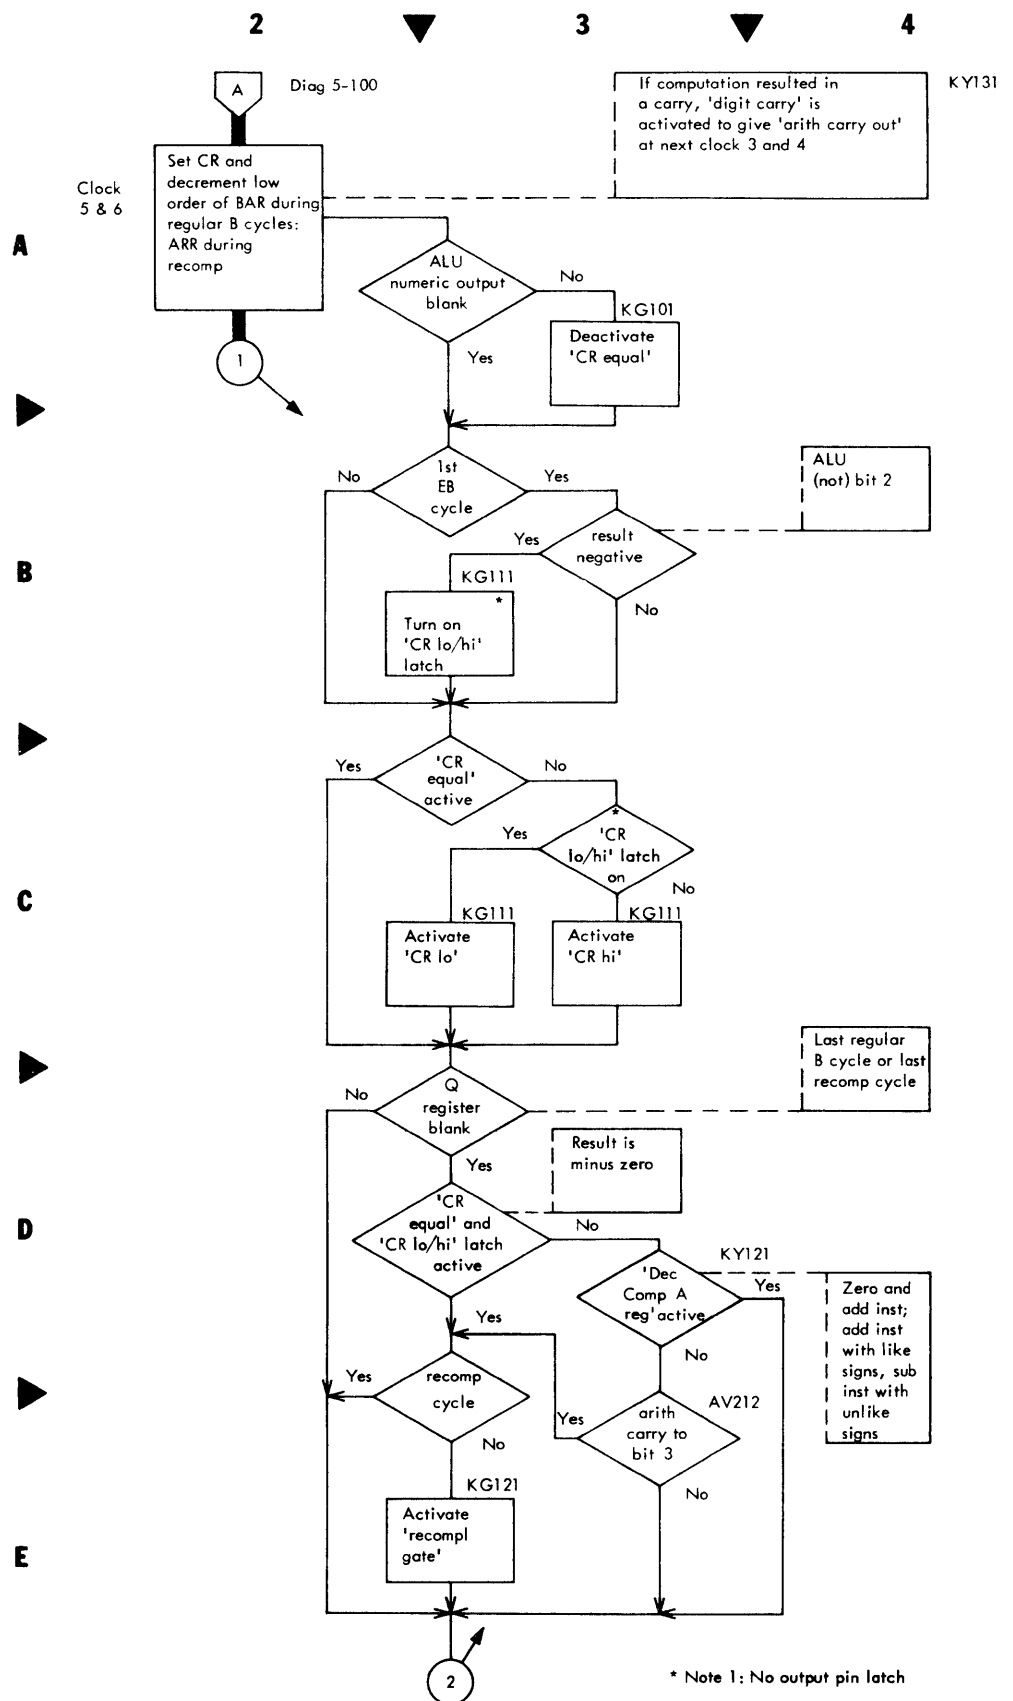 2 3 4
A
Diag 5-100
If computation resulted in
a carry, 'digit carry' is
activated to give 'arith carry out'
at next clock 3 and 4
KY131
Clock
5 & 6
Set CR and
decrement low
order of BAR during
regular B cycles:
ARR during
recomp
A
ALU
numeric output
blank
No
KG101
Deactivate
'CR equal'
Yes
1
1st
EB
cycle
No
Yes
ALU
(not) bit 2
result
negative
Yes
B
KG111
*
Turn on
'CR lo/hi'
latch
No
'CR
equal'
active
Yes
No
*
'CR
lo/hi' latch
on
Yes
No
C
KG111
Activate
'CR lo'
KG111
Activate
'CR hi'
Last regular
B cycle or last
recomp cycle
Q
register
blank
No
Yes
Result is
minus zero
D
'CR
equal' and
'CR lo/hi' latch
active
No
KY121
'Dec
Comp A
reg' active
Yes
Zero and
add inst;
add inst
with like
signs, sub
inst with
unlike
signs
Yes
No
recomp
cycle
Yes
No
AV212
arith
carry to
bit 3
Yes
No
KG121
Activate
'recompl
gate'
E
2
* Note 1: No output pin latch